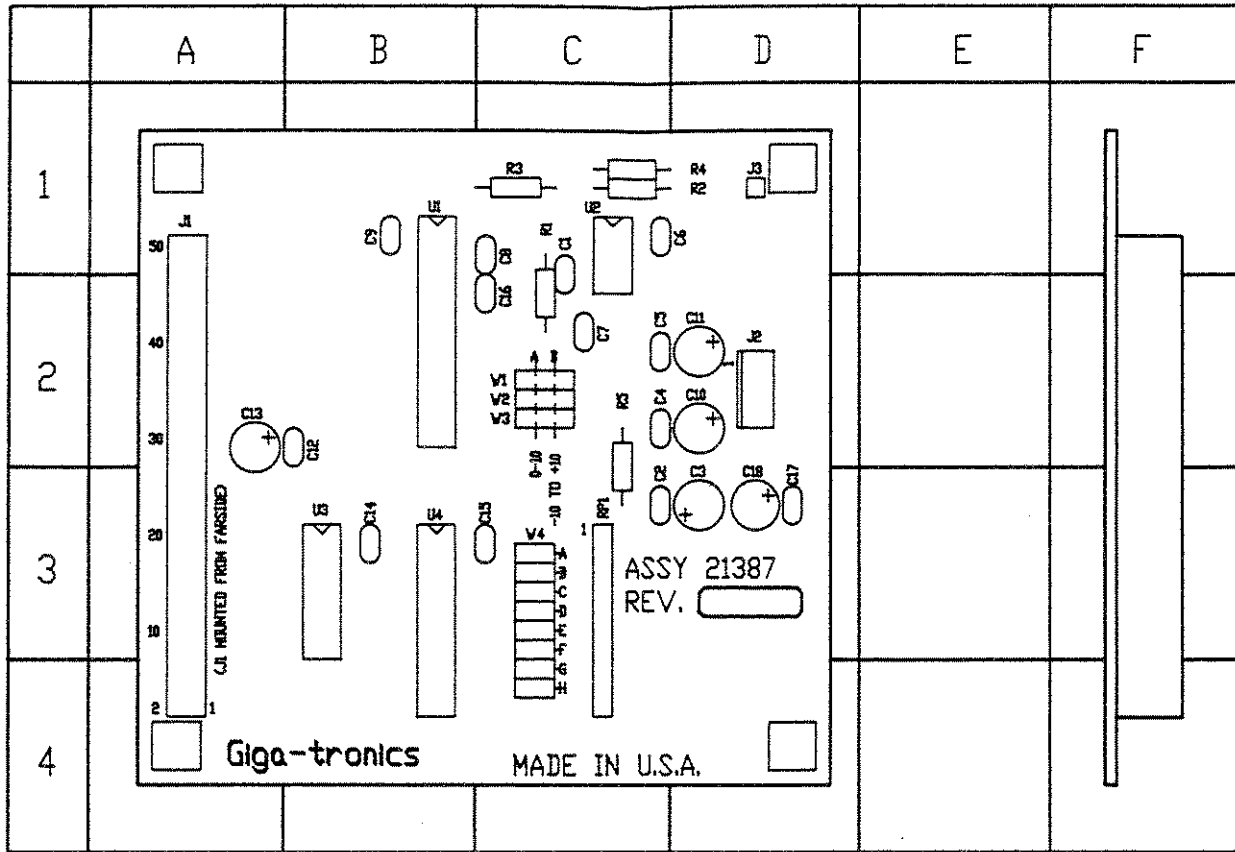 A B C D E F
1
R3 R4 J3
R2
J1 U1 U2
C9 R1 C6
50 C8 C1
C16
C7 C11
40 J2
2 A B
W1
W2 C4 C10
C13 W3 R5
30 C12
0-10
-10 TO +10
C2 C3 C18 C17
U3 C14 U4 C15 RP1
20 W4 1
A
3 (J1 MOUNTED FROM FARSIDE) B ASSY 21387
C REV.
D
10 E
F
G
H
2 1
4 Giga-tronics MADE IN U.S.A.